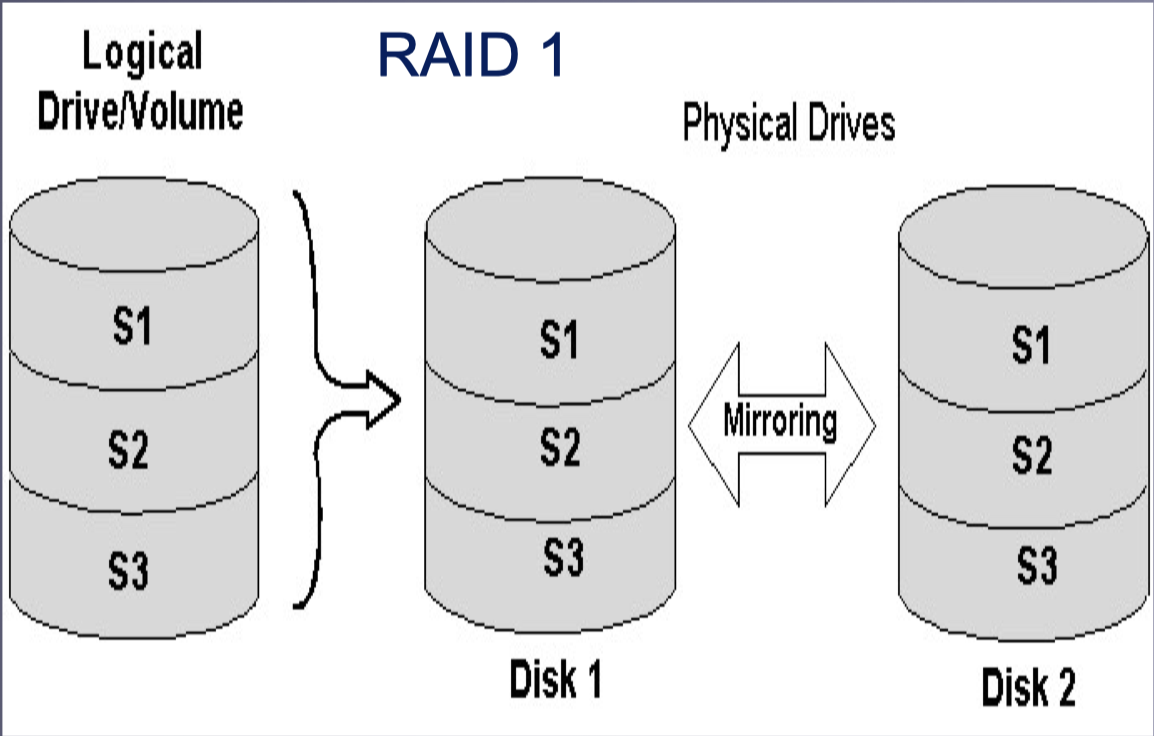 Logical
Drive/Volume
RAID 1
Physical Drives
S1
S2
S3
S1
S2
S3
Disk 1
Mirroring
S1
S2
S3
Disk 2